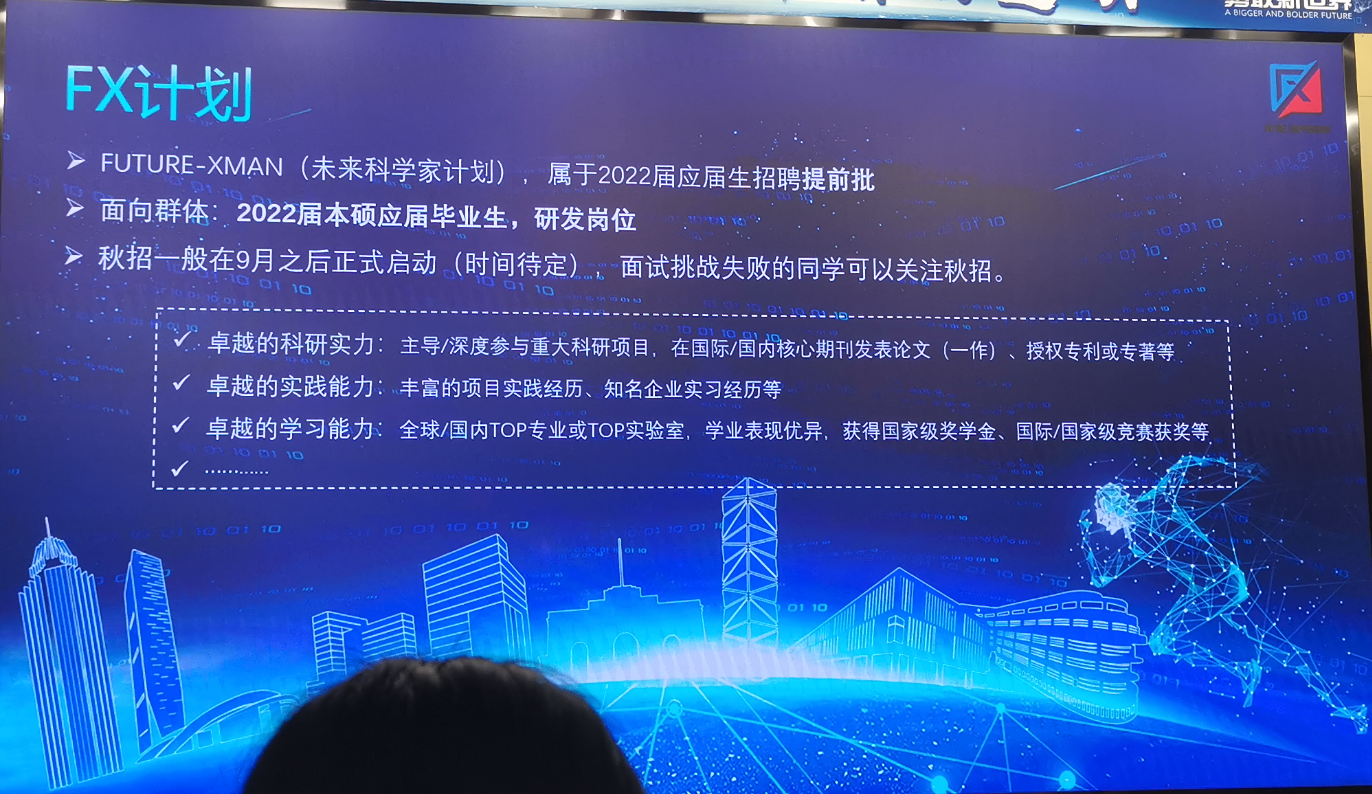 A BIGGER AND BOLDER FUTURE
FX计划
FX
FUTURE-XMAN（未来科学家计划），属于2022届应届生招聘提前批
面向群体：2022届本硕应届毕业生，研发岗位
秋招一般在9月之后正式启动（时间待定），面试挑战失败的同学可以关注秋招。
卓越的科研实力：主导/深度参与重大科研项目，在国际/国内核心期刊发表论文（一作）、授权专利或专著等
卓越的实践能力：丰富的项目实践经历、知名企业实习经历等
卓越的学习能力：全球/国内TOP专业或TOP实验室，学业表现优异，获得国家级奖学金、国际/国家级竞赛获奖等
…………